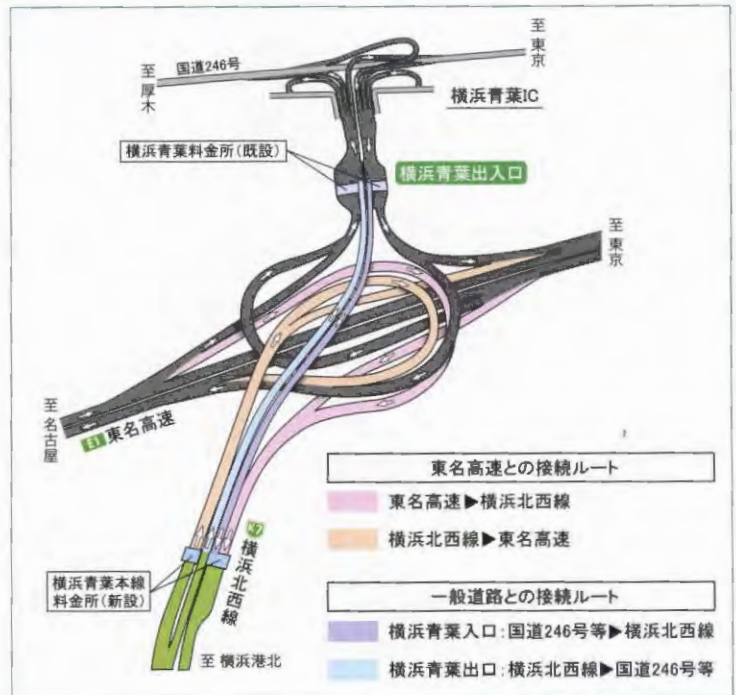 至 東京
国道246号
至 厚木
横浜青葉IC
横浜青葉料金所(既設)
横浜青葉出入口
至 東京
至 名古屋
E1 東名高速
東名高速との接続ルート
東名高速▶横浜北西線
横浜北西線▶東名高速
K7 横浜北西線
横浜青葉本線
料金所(新設)
一般道路との接続ルート
横浜青葉入口:国道246号等▶横浜北西線
横浜青葉出口:横浜北西線▶国道246号等
至 横浜港北